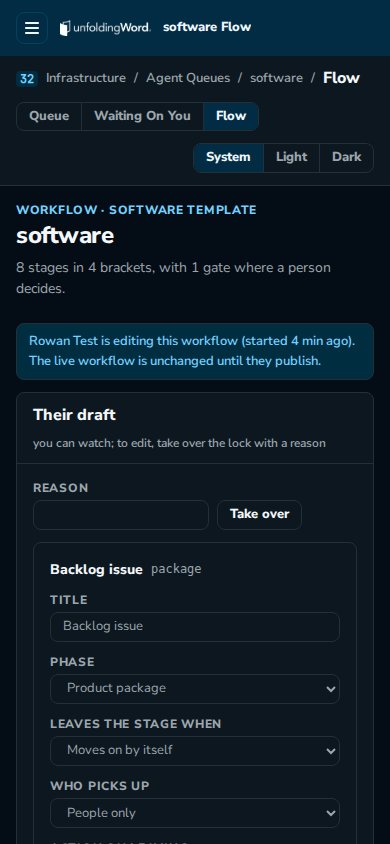 unfoldingWord. software Flow
32 Infrastructure / Agent Queues / software / Flow
Queue Waiting On You Flow
System Light Dark
WORKFLOW · SOFTWARE TEMPLATE
software
8 stages in 4 brackets, with 1 gate where a person
decides.
Rowan Test is editing this workflow (started 4 min ago).
The live workflow is unchanged until they publish.
Their draft
you can watch; to edit, take over the lock with a reason
REASON
Take over
Backlog issue package
TITLE
Backlog issue
PHASE
Product package
LEAVES THE STAGE WHEN
Moves on by itself
WHO PICKS UP
People only